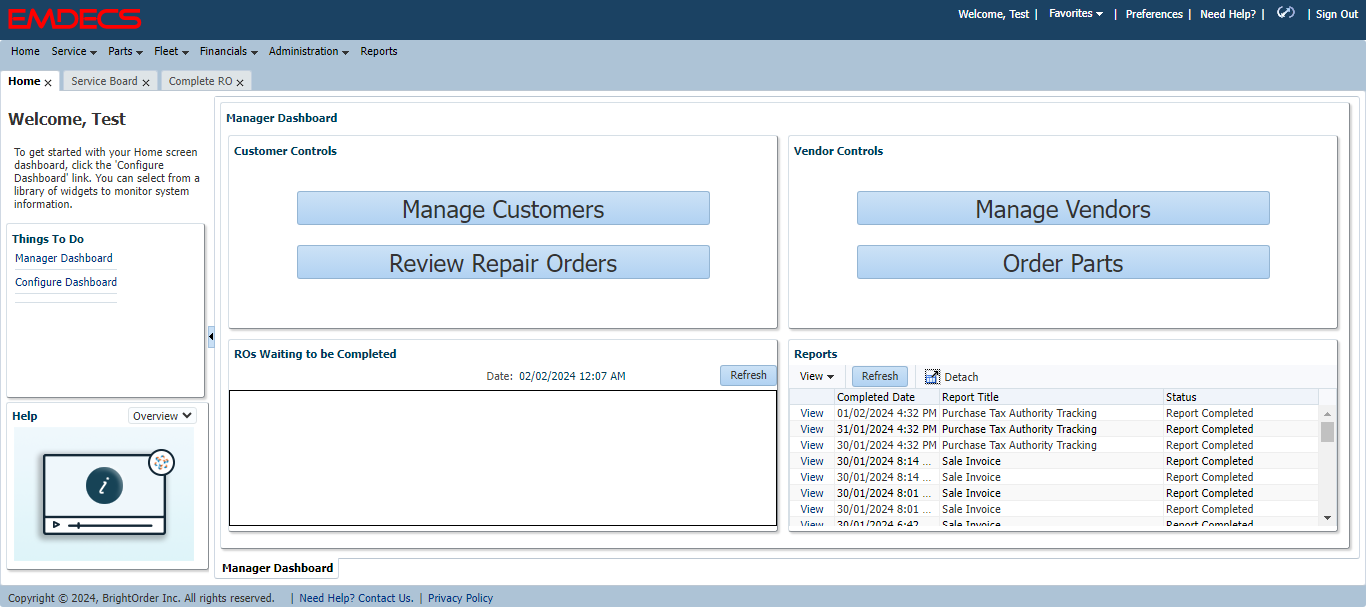 EMDECS
Welcome, Test | Favorites | Preferences | Need Help? | | Sign Out
Home Service Parts Fleet Financials Administration Reports
Home Service Board Complete RO
Welcome, Test
To get started with your Home screen
dashboard, click the 'Configure
Dashboard' link. You can select from a
library of widgets to monitor system
information.
Things To Do
Manager Dashboard
Configure Dashboard
Help Overview
Manager Dashboard
Customer Controls
Manage Customers
Review Repair Orders
Vendor Controls
Manage Vendors
Order Parts
ROs Waiting to be Completed
Date: 02/02/2024 12:07 AM Refresh
Reports
View Refresh Detach
Completed Date Report Title Status
View 01/02/2024 4:32 PM Purchase Tax Authority Tracking Report Completed
View 31/01/2024 4:32 PM Purchase Tax Authority Tracking Report Completed
View 30/01/2024 4:32 PM Purchase Tax Authority Tracking Report Completed
View 30/01/2024 8:14 ... Sale Invoice Report Completed
View 30/01/2024 8:14 ... Sale Invoice Report Completed
View 30/01/2024 8:01 ... Sale Invoice Report Completed
View 30/01/2024 8:01 ... Sale Invoice Report Completed
View 30/01/2024 6:42 Sale Invoice Report Completed
Manager Dashboard
Copyright © 2024, BrightOrder Inc. All rights reserved. | Need Help? Contact Us. | Privacy Policy